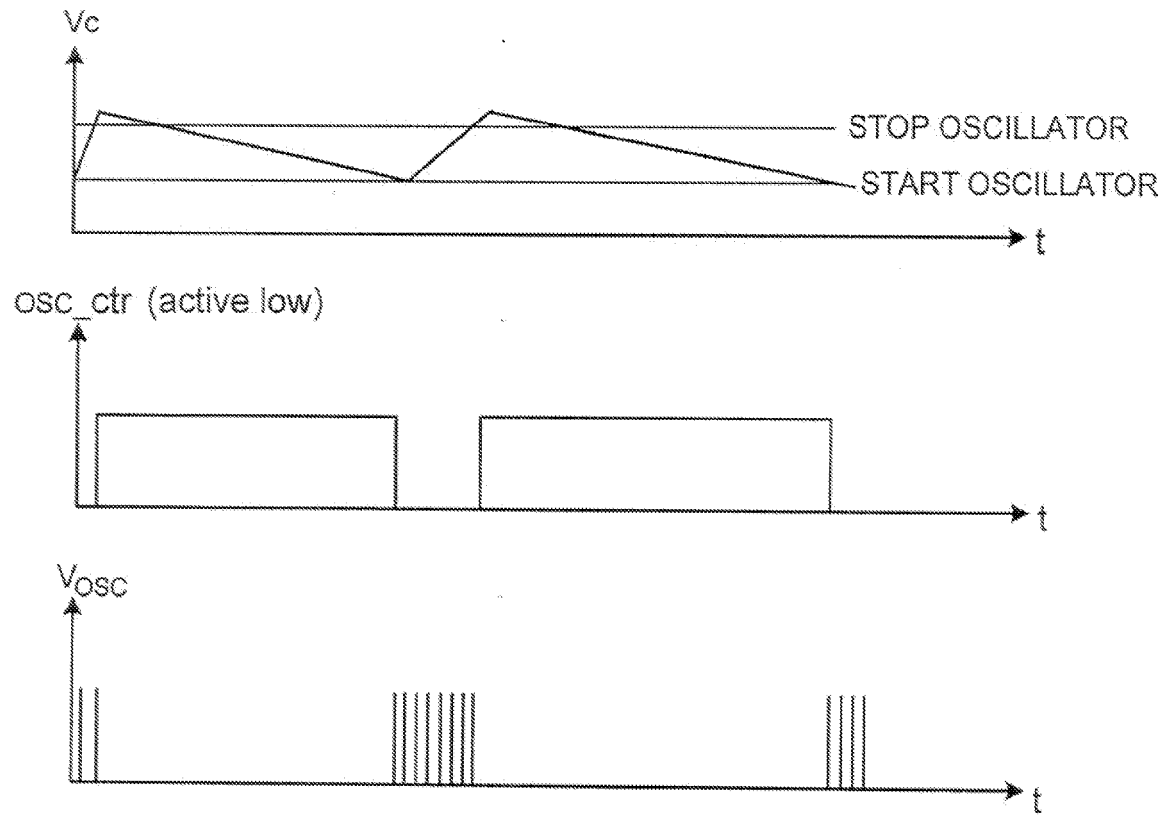 Vc
STOP OSCILLATOR
START OSCILLATOR
t
osc_ctr (active low)
t
VOSC
t